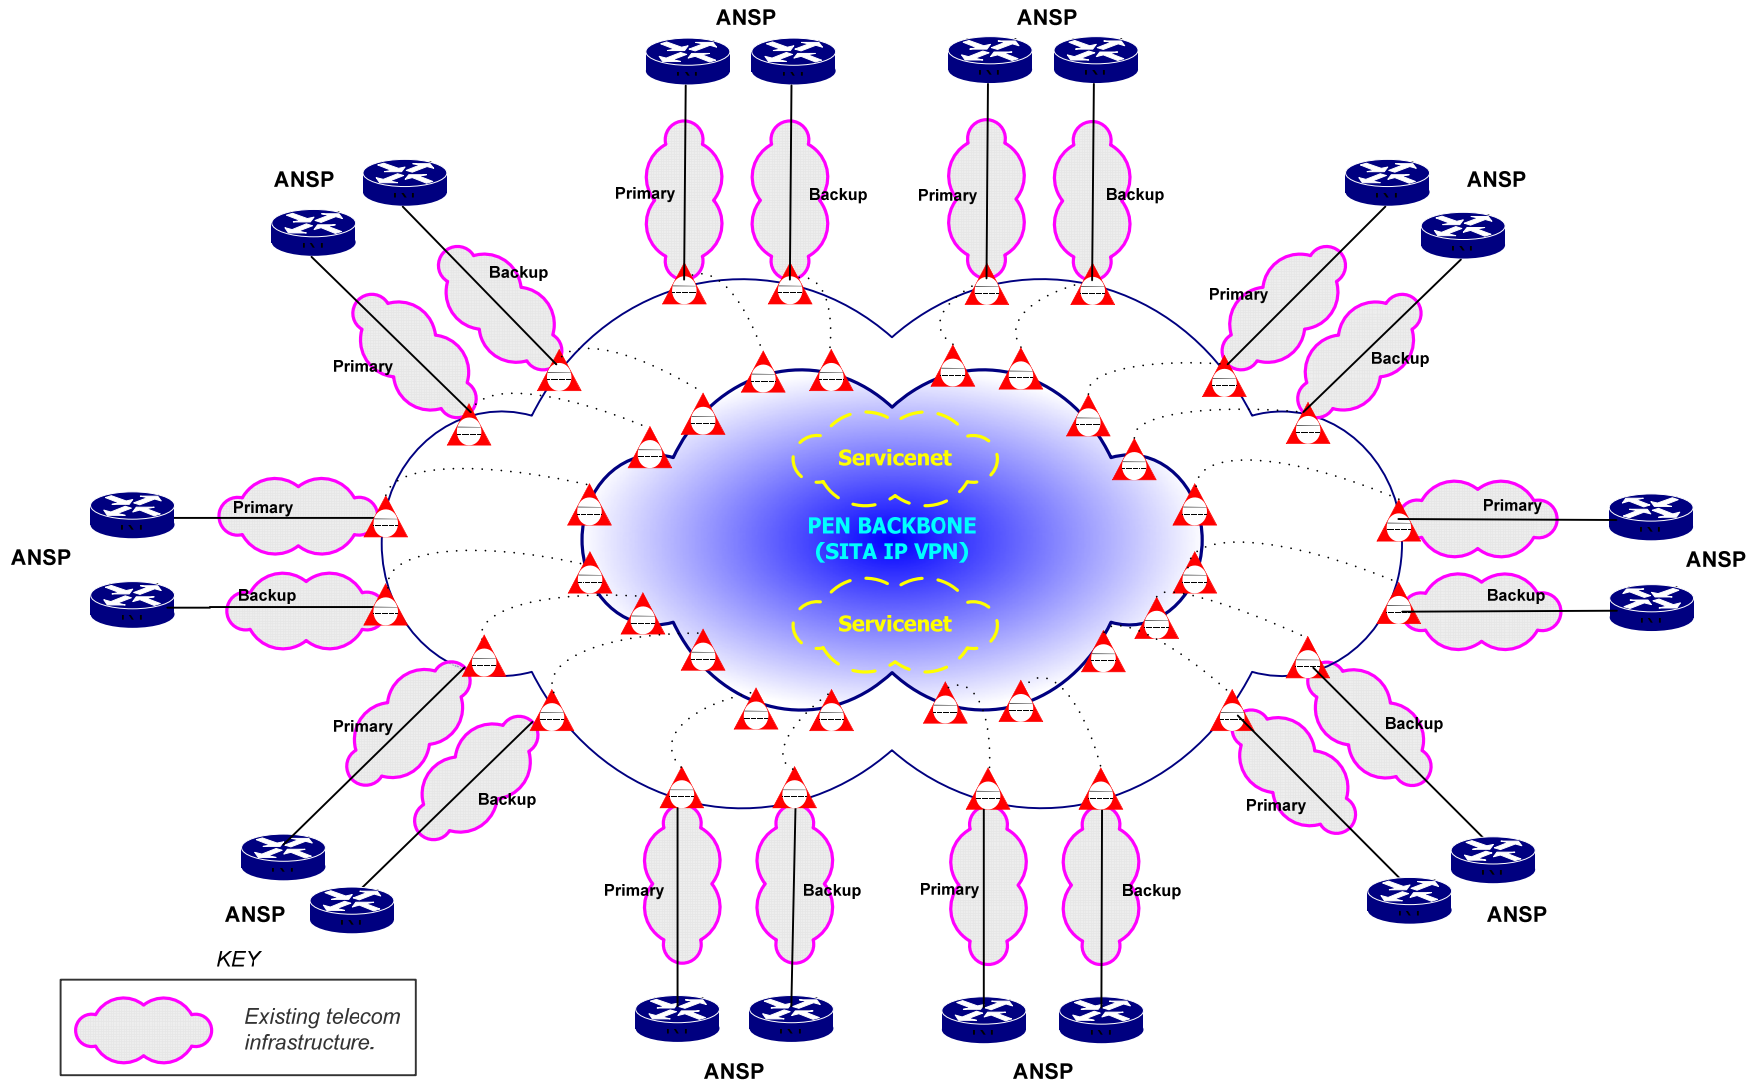 ANSP
ANSP
ANSP
ANSP
Primary
Backup
Primary
Backup
Backup
Primary
Primary
Backup
Servicenet
Primary
Primary
PEN BACKBONE
(SITA IP VPN)
ANSP
ANSP
Backup
Backup
Servicenet
Primary
Backup
Backup
Primary
Primary
Backup
Primary
Backup
ANSP
ANSP
KEY
Existing telecom
infrastructure.
ANSP
ANSP